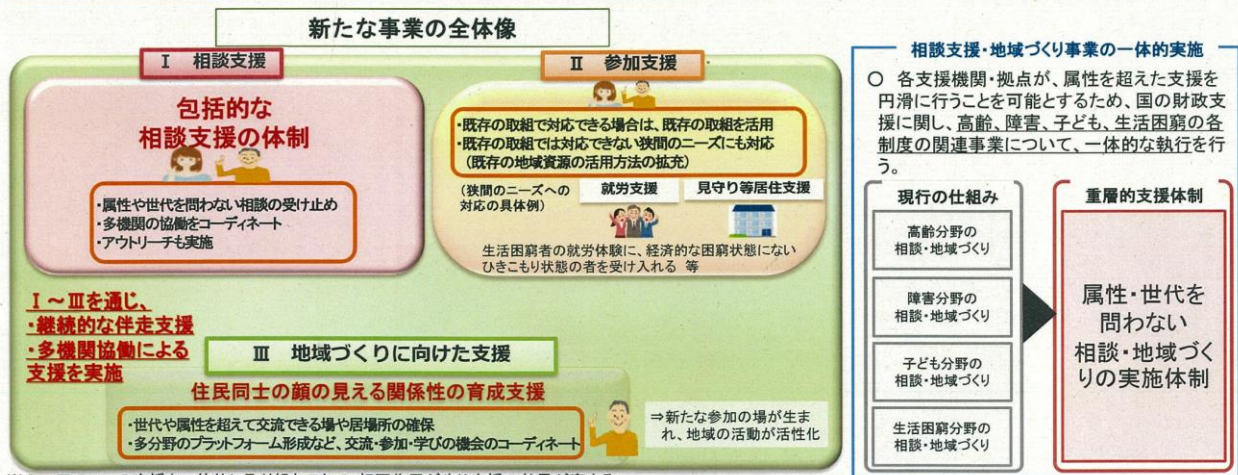 新たな事業の全体像
Ⅰ 相談支援
包括的な
相談支援の体制
・属性や世代を問わない相談の受け止め
・多機関の協働をコーディネート
・アウトリーチも実施
Ⅱ 参加支援
・既存の取組で対応できる場合は、既存の取組を活用
・既存の取組では対応できない狭間のニーズにも対応
(既存の地域資源の活用方法の拡充)
(狭間のニーズへの
対応の具体例)
就労支援
見守り等居住支援
生活困窮者の就労体験に、経済的な困窮状態にない
ひきこもり状態の者を受け入れる 等
Ⅰ～Ⅲを通じ、
・継続的な伴走支援
・多機関協働による
支援を実施
Ⅲ 地域づくりに向けた支援
住民同士の顔の見える関係性の育成支援
・世代や属性を超えて交流できる場や居場所の確保
・多分野のプラットフォーム形成など、交流・参加・学びの機会のコーディネート
⇒新たな参加の場が生ま
れ、地域の活動が活性化
相談支援・地域づくり事業の一体的実施
○ 各支援機関・拠点が、属性を超えた支援を
円滑に行うことを可能とするため、国の財政支
援に関し、高齢、障害、子ども、生活困窮の各
制度の関連事業について、一体的な執行を行
う。
現行の仕組み
高齢分野の
相談・地域づくり
障害分野の
相談・地域づくり
子ども分野の
相談・地域づくり
生活困窮分野の
相談・地域づくり
重層的支援体制
属性・世代を
問わない
相談・地域づく
りの実施体制